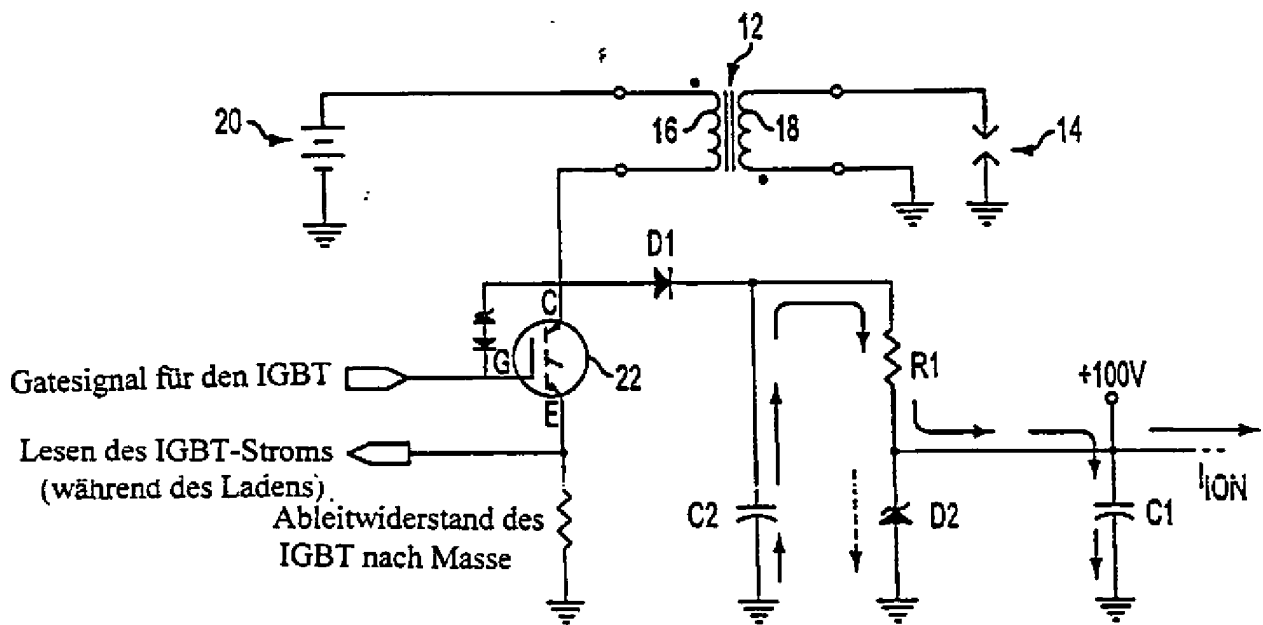 12
20
16
18
14
D1
C
G
22
E
R1
+100V
Gatesignal für den IGBT
Lesen des IGBT-Stroms
(während des Ladens)
Ableitwiderstand des
IGBT nach Masse
C2
D2
C1
IION